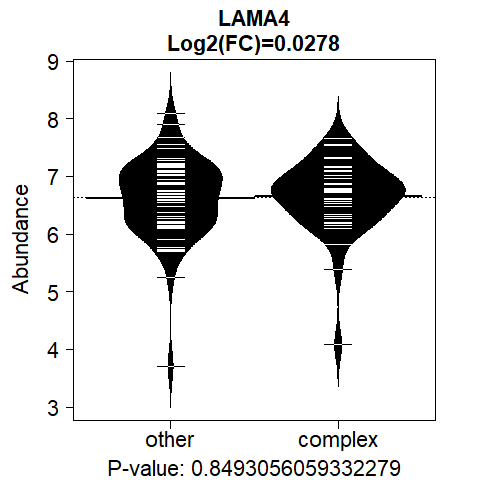 LAMA4
Log2(FC)=0.0278
Abundance
9
8
7
6
5
4
3
other complex
P-value: 0.8493056059332279